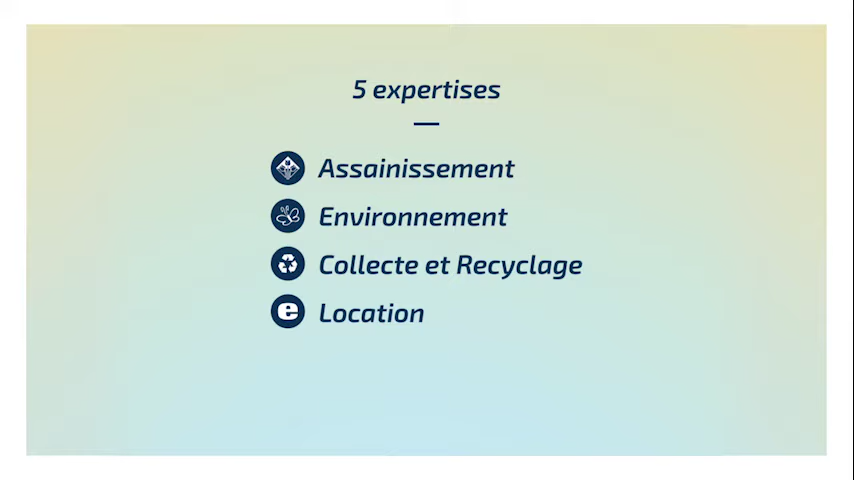 5 expertises
Assainissement
Environnement
Collecte et Recyclage
e Location